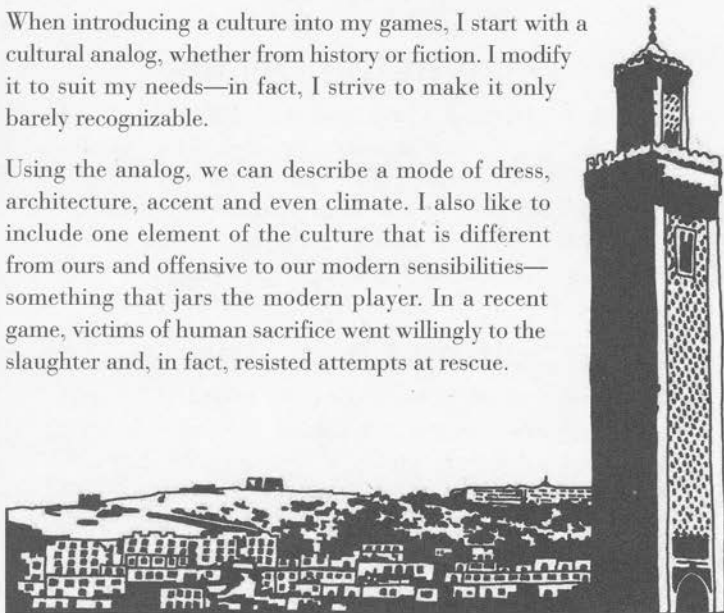 When introducing a culture into my games, I start with a
cultural analog, whether from history or fiction. I modify
it to suit my needs—in fact, I strive to make it only
barely recognizable.
Using the analog, we can describe a mode of dress,
architecture, accent and even climate. I also like to
include one element of the culture that is different
from ours and offensive to our modern sensibilities—
something that jars the modern player. In a recent
game, victims of human sacrifice went willingly to the
slaughter and, in fact, resisted attempts at rescue.